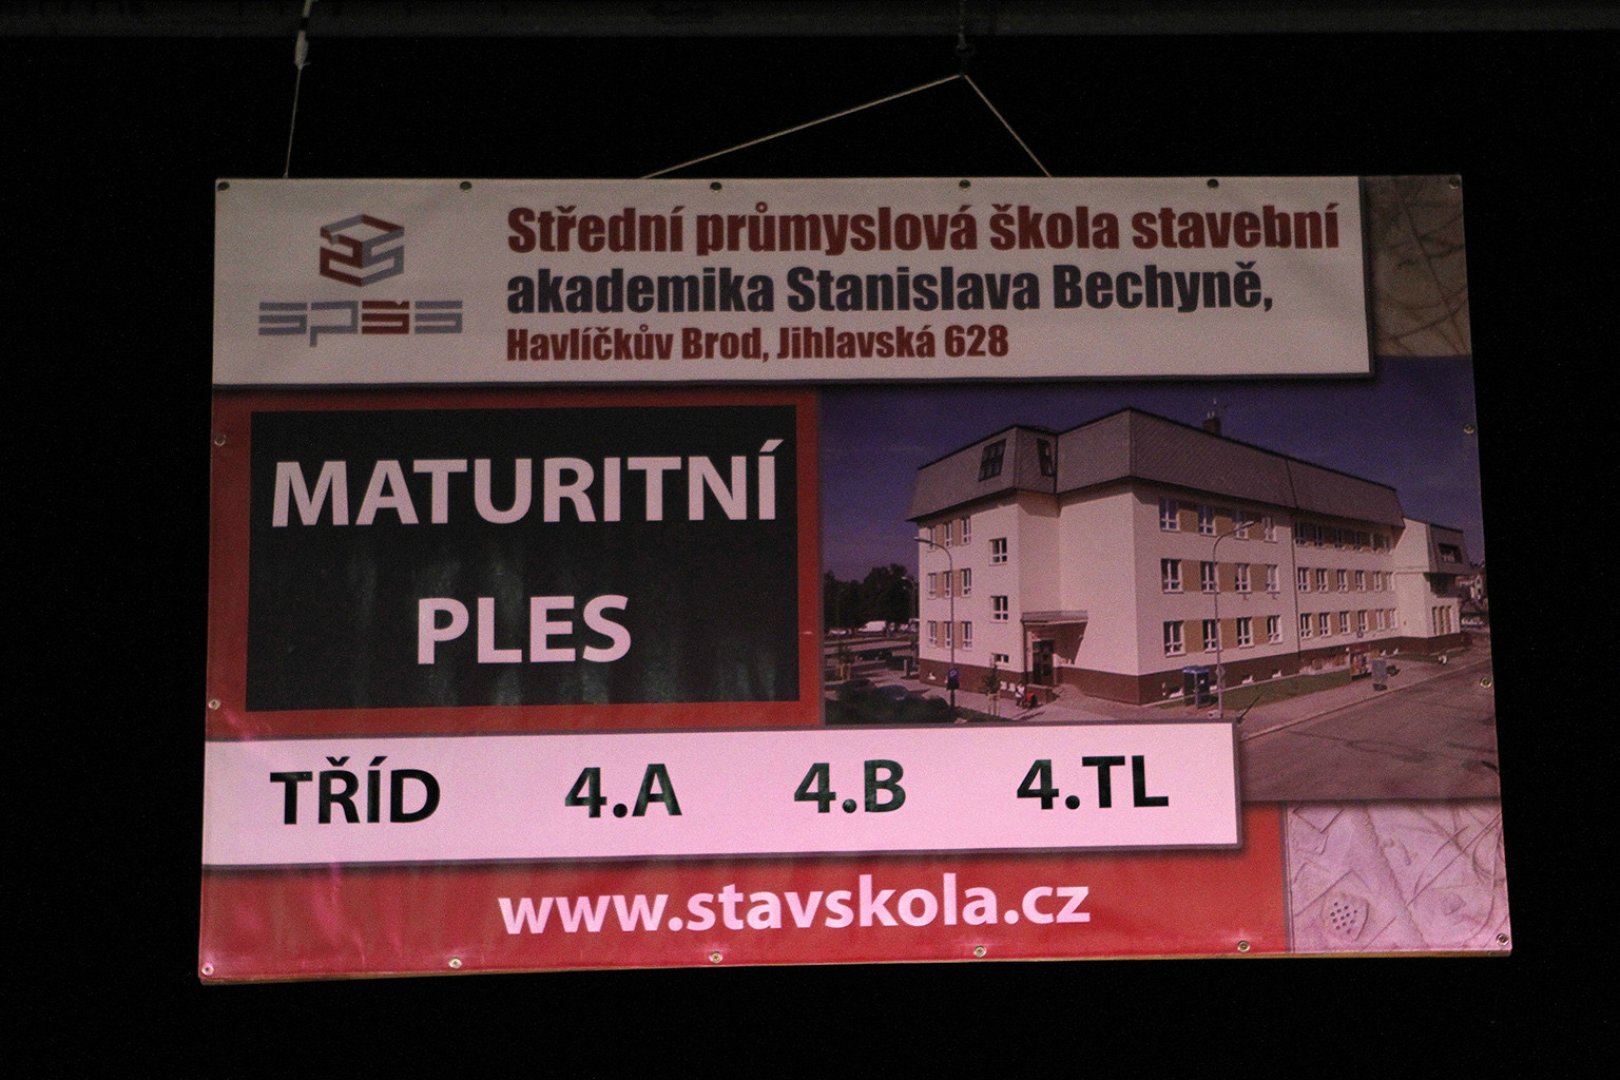 Střední průmyslová škola stavební
akademika Stanislava Bechyně,
Havlíčkův Brod, Jihlavská 628
SPŠS
MATURITNÍ
PLES
TŘÍD 4.A 4.B 4.TL
www.stavskola.cz